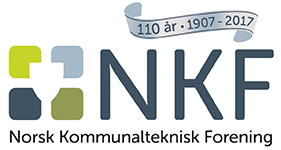 110 år • 1907 - 2017
NKF
Norsk Kommunalteknisk Forening